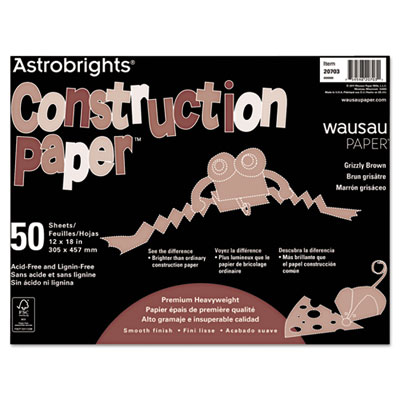 Astrobrights®
Construction
paper™
Item
20703
wausaupaper.com
wausau
PAPER™
Grizzly Brown
Brun grisâtre
Marrón grisáceo
50 Sheets/
Feuilles/Hojas
12 x 18 in
305 x 457 mm
Acid-Free and Lignin-Free
Sans acide et sans lignine
Sin ácido ni lignina
See the difference
• Brighter than ordinary
construction paper
Voyez la différence
• Plus lumineux que
le papier de bricolage
ordinaire
Descubra la diferencia
• Más brillante que
el papel construcción
común
Premium Heavyweight
Papier épais de première qualité
Alto gramaje e insuperable calidad
Smooth finish • Fini lisse • Acabado suave
FSC